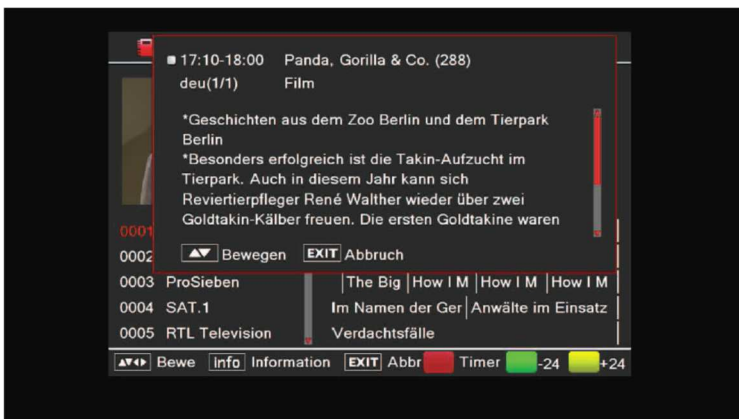 17:10-18:00 Panda, Gorilla & Co. (288)
deu(1/1) Film
*Geschichten aus dem Zoo Berlin und dem Tierpark
Berlin
*Besonders erfolgreich ist die Takin-Aufzucht im
Tierpark. Auch in diesem Jahr kann sich
Reviertierpfleger René Walther wieder über zwei
Goldtakin-Kälber freuen. Die ersten Goldtakine waren
▲▼ Bewegen EXIT Abbruch
0001
0002
0003 ProSieben The Big How I M How I M How I M
0004 SAT.1 Im Namen der Ger Anwälte im Einsatz
0005 RTL Television Verdachtsfälle
▲▼◀▶ Bewe Info Information EXIT Abbr Timer -24 +24